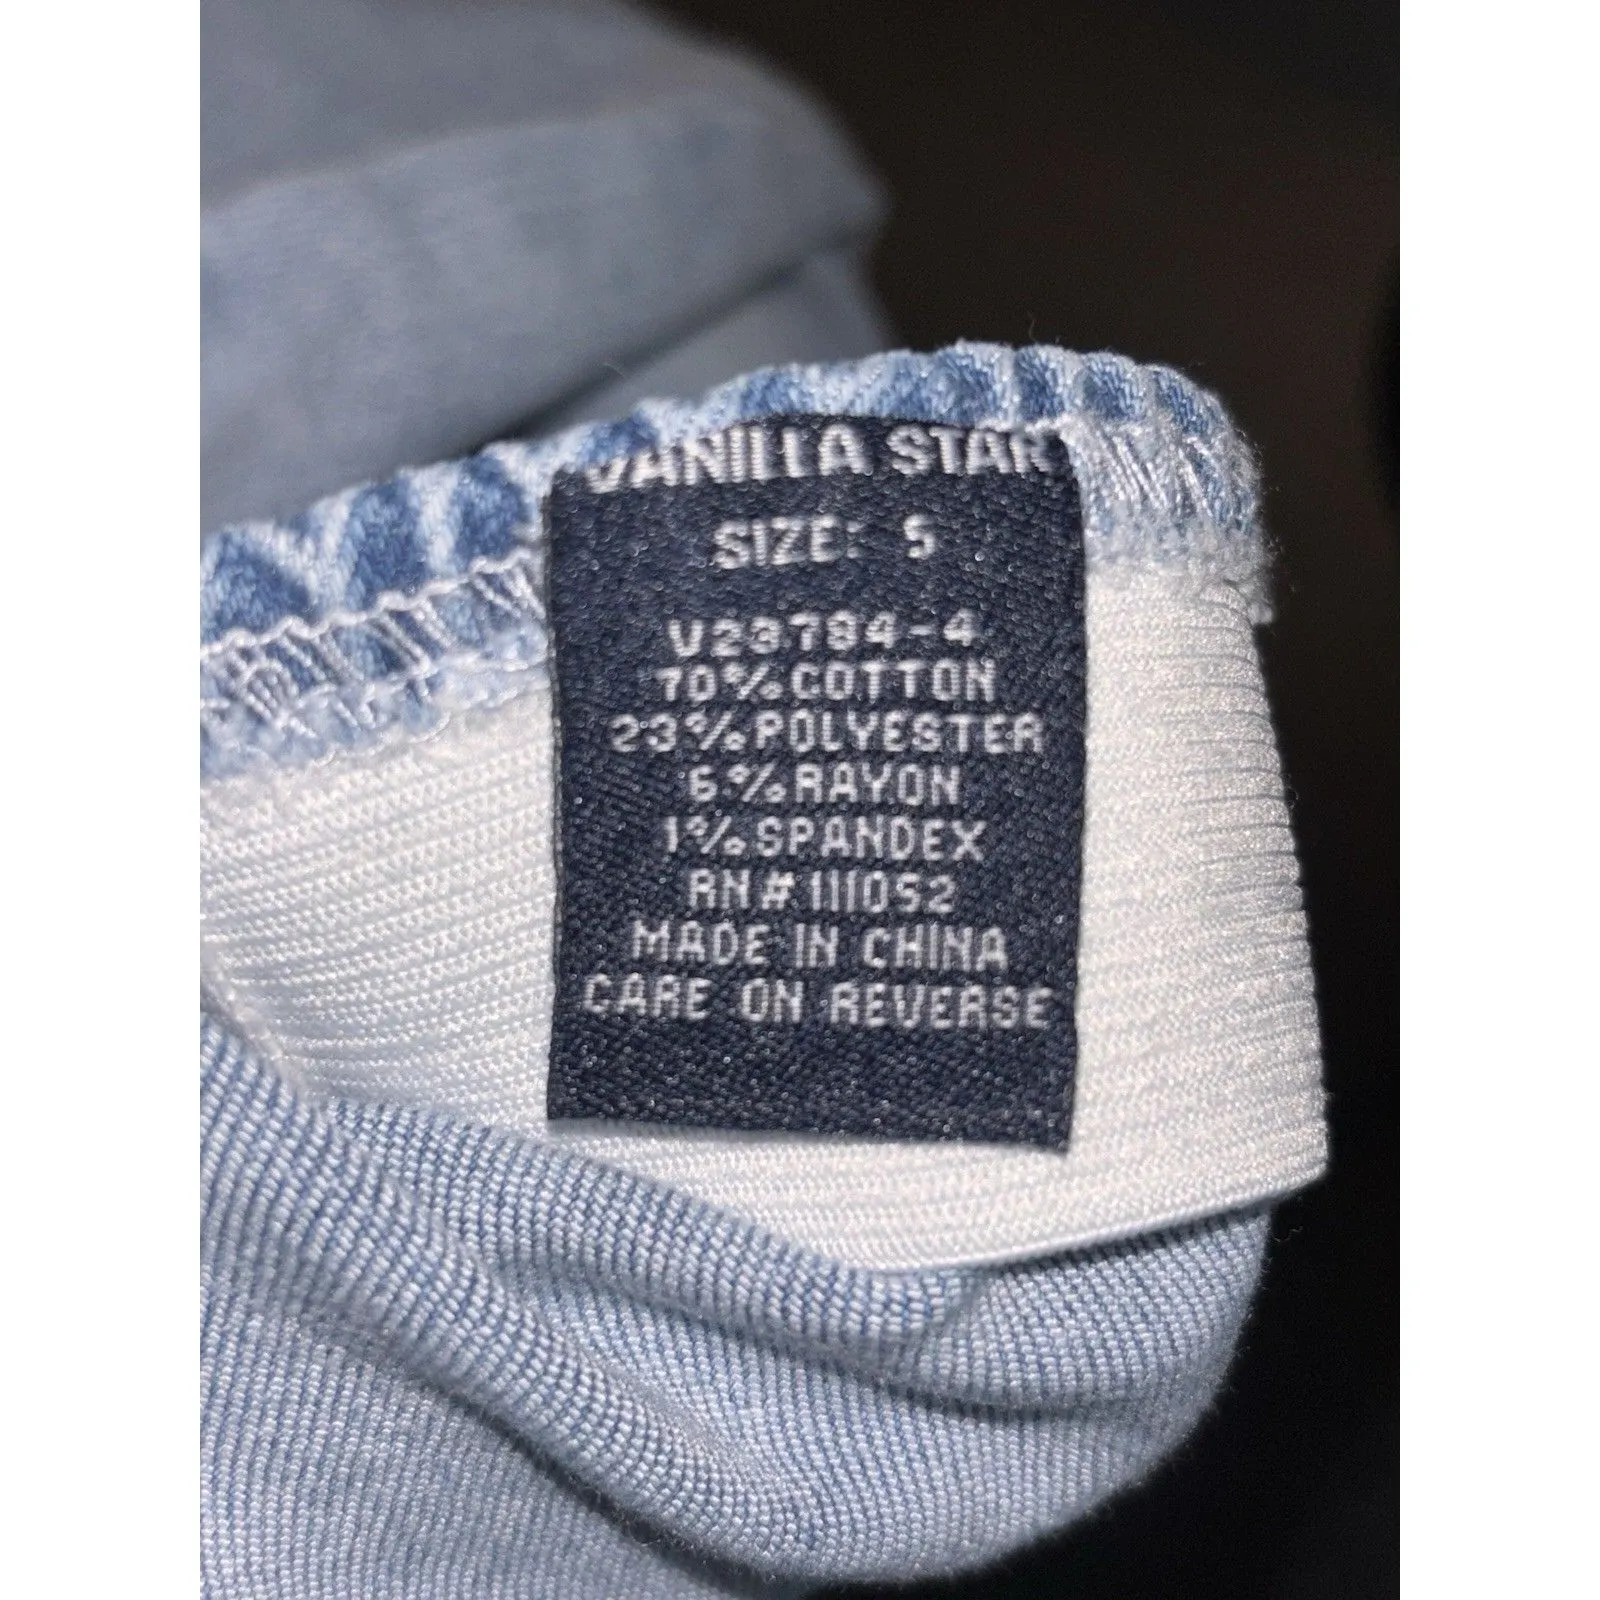 VANILLA STAR
SIZE: S
V23784-4
70%COTTON
23%POLYESTER
6%RAYON
1%SPANDEX
RN#111052
MADE IN CHINA
CARE ON REVERSE